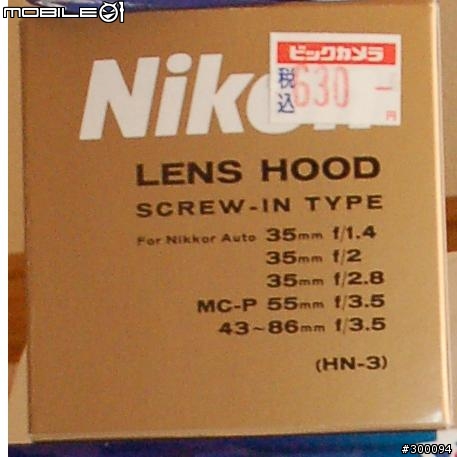 MOBILE01
ビックカメラ
税込 630 -
円
Nikon
LENS HOOD
SCREW-IN TYPE
For Nikkor Auto 35mm f/1.4
35mm f/2
35mm f/2.8
MC-P 55mm f/3.5
43~86mm f/3.5
(HN-3)
#300094